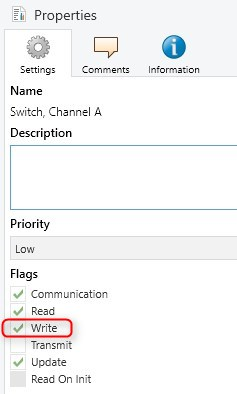 Properties
Settings
Comments
Information
Name
Switch, Channel A
Description
Priority
Low
Flags
Communication
Read
Write
Transmit
Update
Read On Init